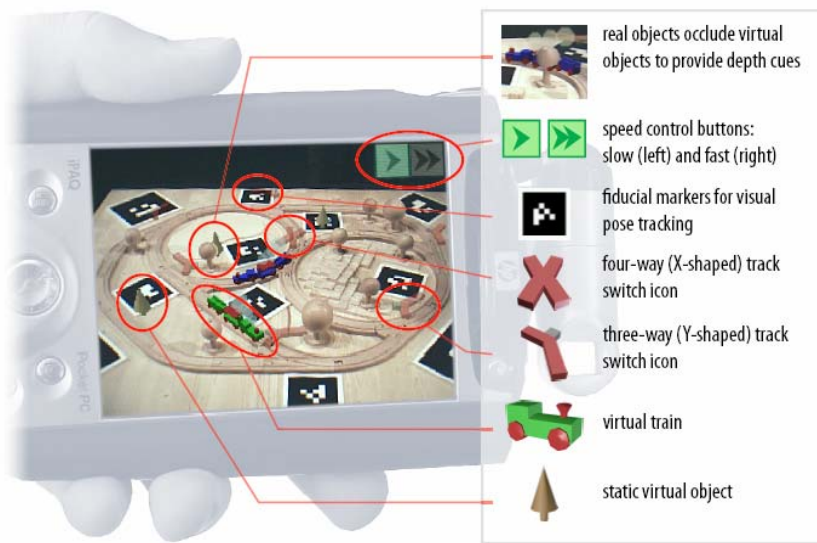 real objects occlude virtual
objects to provide depth cues
speed control buttons:
slow (left) and fast (right)
fiducial markers for visual
pose tracking
four-way (X-shaped) track
switch icon
three-way (Y-shaped) track
switch icon
virtual train
static virtual object
iPAQ
Pocket PC